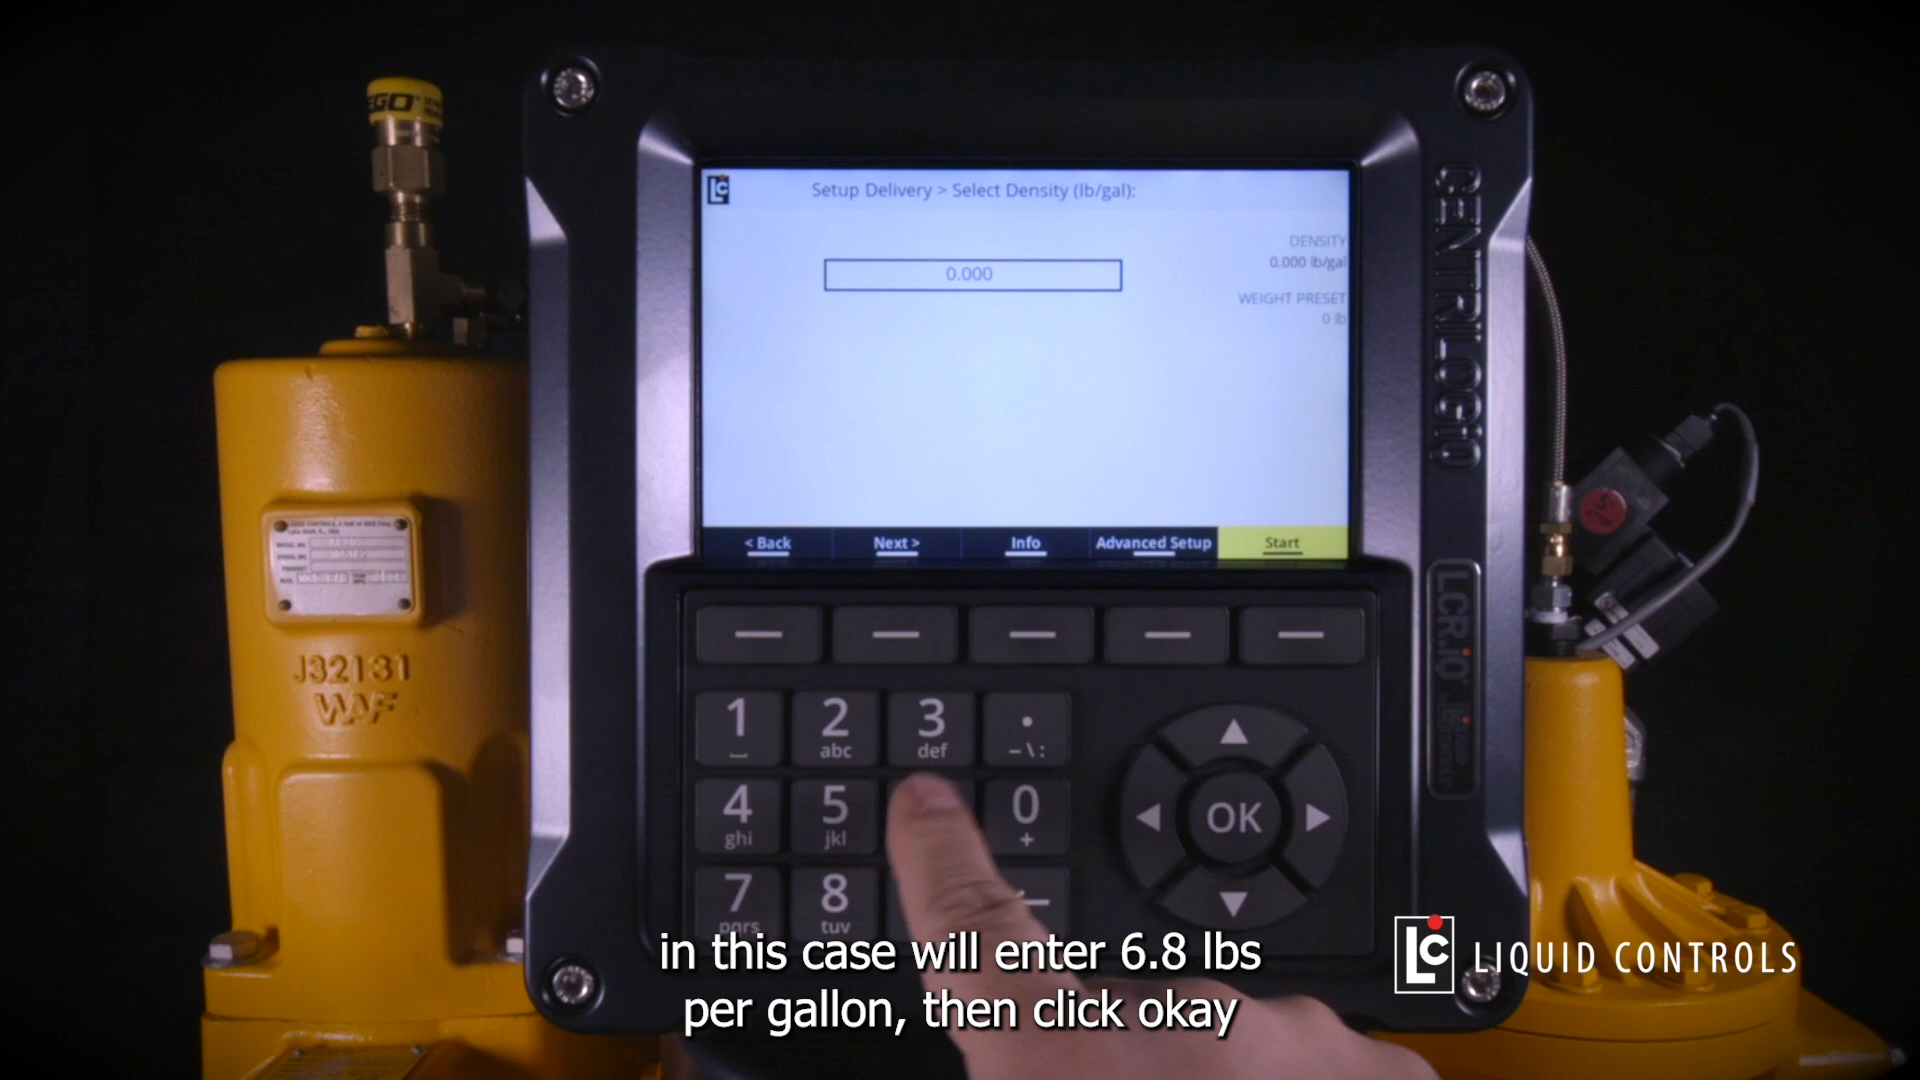 EGO
Setup Delivery > Select Density (lb/gal):
DENSITY
0.000 lb/gal
0.000
WEIGHT PRESET
0 lb
< Back
Next >
Info
Advanced Setup
Start
CENTRILOGIQ
LCR.iQ
J32131
WAF
1
2
abc
3
def
.
- \ :
4
ghi
5
jkl
0
+
OK
7
pqrs
8
tuv
in this case will enter 6.8 lbs
per gallon, then click okay
LC LIQUID CONTROLS